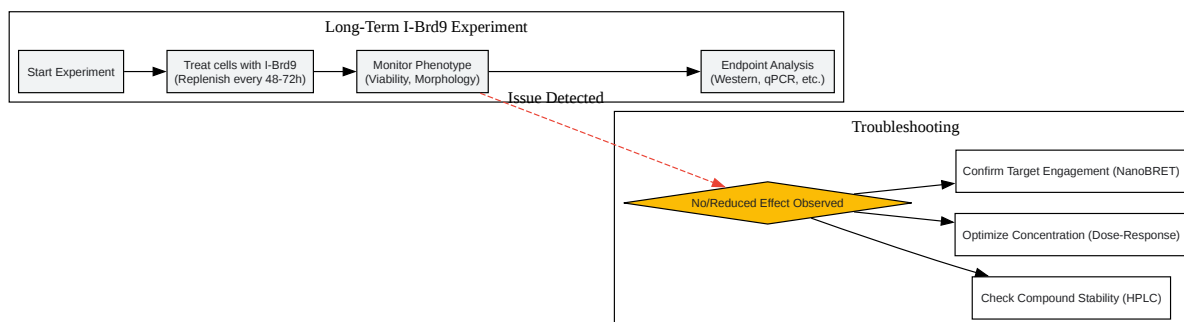 Long-Term I-Brd9 Experiment
Start Experiment
Treat cells with I-Brd9
(Replenish every 48-72h)
Monitor Phenotype
(Viability, Morphology)
Endpoint Analysis
(Western, qPCR, etc.)
Issue Detected
Troubleshooting
No/Reduced Effect Observed
Confirm Target Engagement (NanoBRET)
Optimize Concentration (Dose-Response)
Check Compound Stability (HPLC)